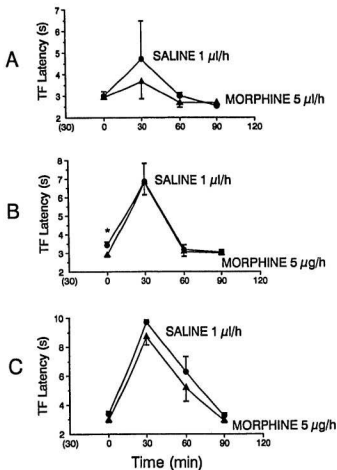 A
TF Latency (s)
7
6
5
4
3
2
SALINE 1 µl/h
MORPHINE 5 µl/h
(30) 0 30 60 90 120
B
TF Latency (s)
8
7
6
5
4
3
2
*
SALINE 1 µl/h
MORPHINE 5 µg/h
(30) 0 30 60 90 120
C
TF Latency (s)
10
8
6
4
2
SALINE 1 µl/h
MORPHINE 5 µg/h
(30) 0 30 60 90 120
Time (min)